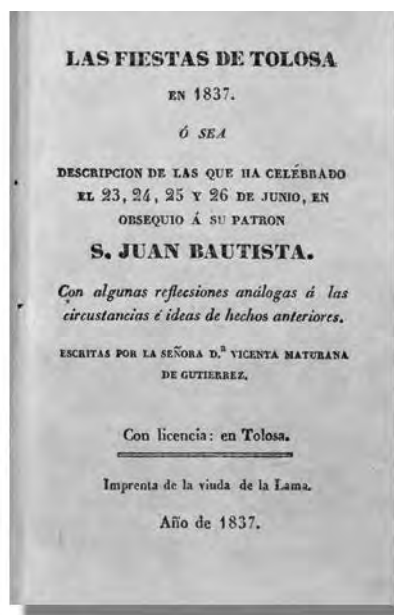 LAS FIESTAS DE TOLOSA
EN 1837.
Ó SEA
DESCRIPCION DE LAS QUE HA CELÉBRADO
EL 23, 24, 25 Y 26 DE JUNIO, EN
OBSEQUIO Á SU PATRON
S. JUAN BAUTISTA.
Con algunas reflecsiones análogas á las
circustancias é ideas de hechos anteriores.
ESCRITAS POR LA SEÑORA D.ª VICENTA MATURANA
DE GUTIERREZ.
Con licencia: en Tolosa.
Imprenta de la viuda de la Lama.
Año de 1837.